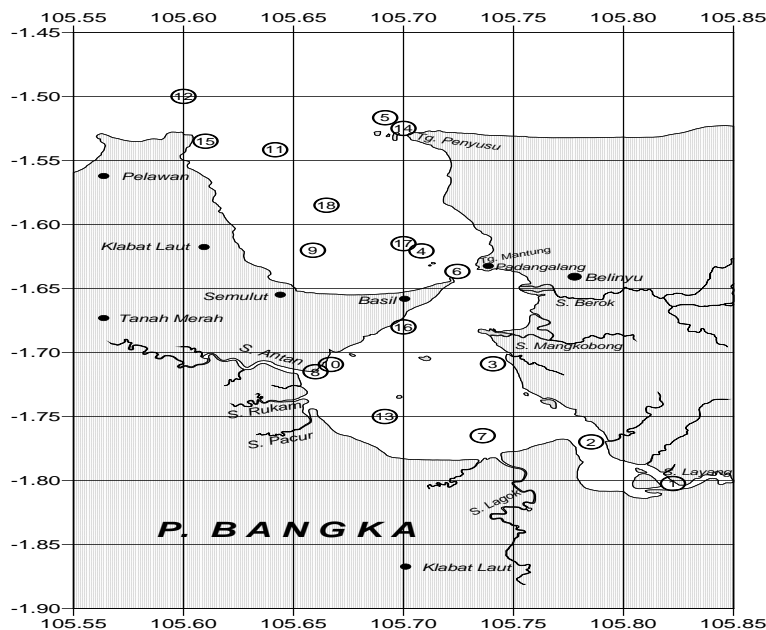 105.55 105.60 105.65 105.70 105.75 105.80 105.85
-1.45
-1.50
12
5
14
Tg. Penyusu
15
11
-1.55
Pelawan
18
-1.60
17
Klabat Laut
9
4
Tg. Mantung
6
Padangalang
Belinyu
-1.65
Semulut
Basil
S. Berok
Tanah Merah
16
S. Mangkobong
-1.70
S. Antan
10
8
3
S. Rukam
-1.75
13
S. Pacur
7
2
S. Layang
-1.80
1
S. Lagok
P. BANGKA
-1.85
Klabat Laut
-1.90
105.55 105.60 105.65 105.70 105.75 105.80 105.85